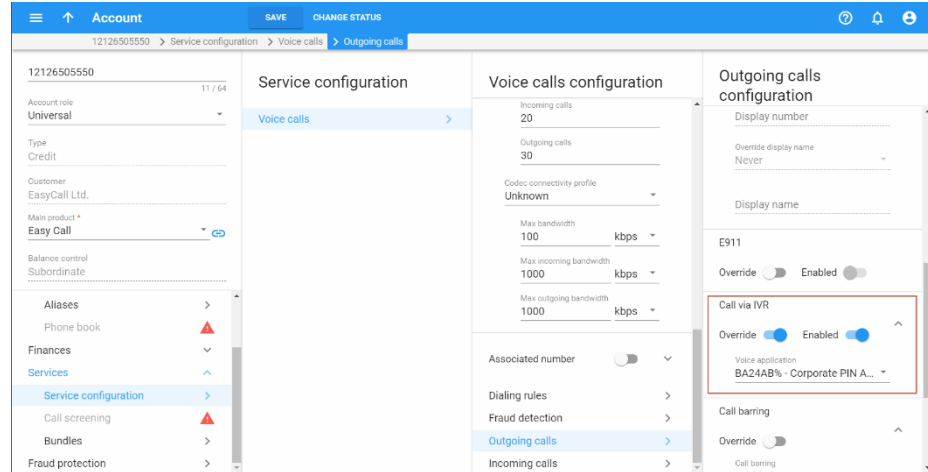 Account
SAVE
CHANGE STATUS
12126505550 > Service configuration > Voice calls > Outgoing calls
12126505550
11 / 64
Account role
Universal
Type
Credit
Customer
EasyCall Ltd.
Main product *
Easy Call
Balance control
Subordinate
Aliases
Phone book
Finances
Services
Service configuration
Call screening
Bundles
Fraud protection
Service configuration
Voice calls
Voice calls configuration
Incoming calls
20
Outgoing calls
30
Codec connectivity profile
Unknown
Max bandwidth
100 kbps
Max incoming bandwidth
1000 kbps
Max outgoing bandwidth
1000 kbps
Associated number
Dialing rules
Fraud detection
Outgoing calls
Incoming calls
Outgoing calls
configuration
Display number
Override display name
Never
Display name
E911
Override Enabled
Call via IVR
Override Enabled
Voice application
BA24AB% - Corporate PIN A...
Call barring
Override
Call barring